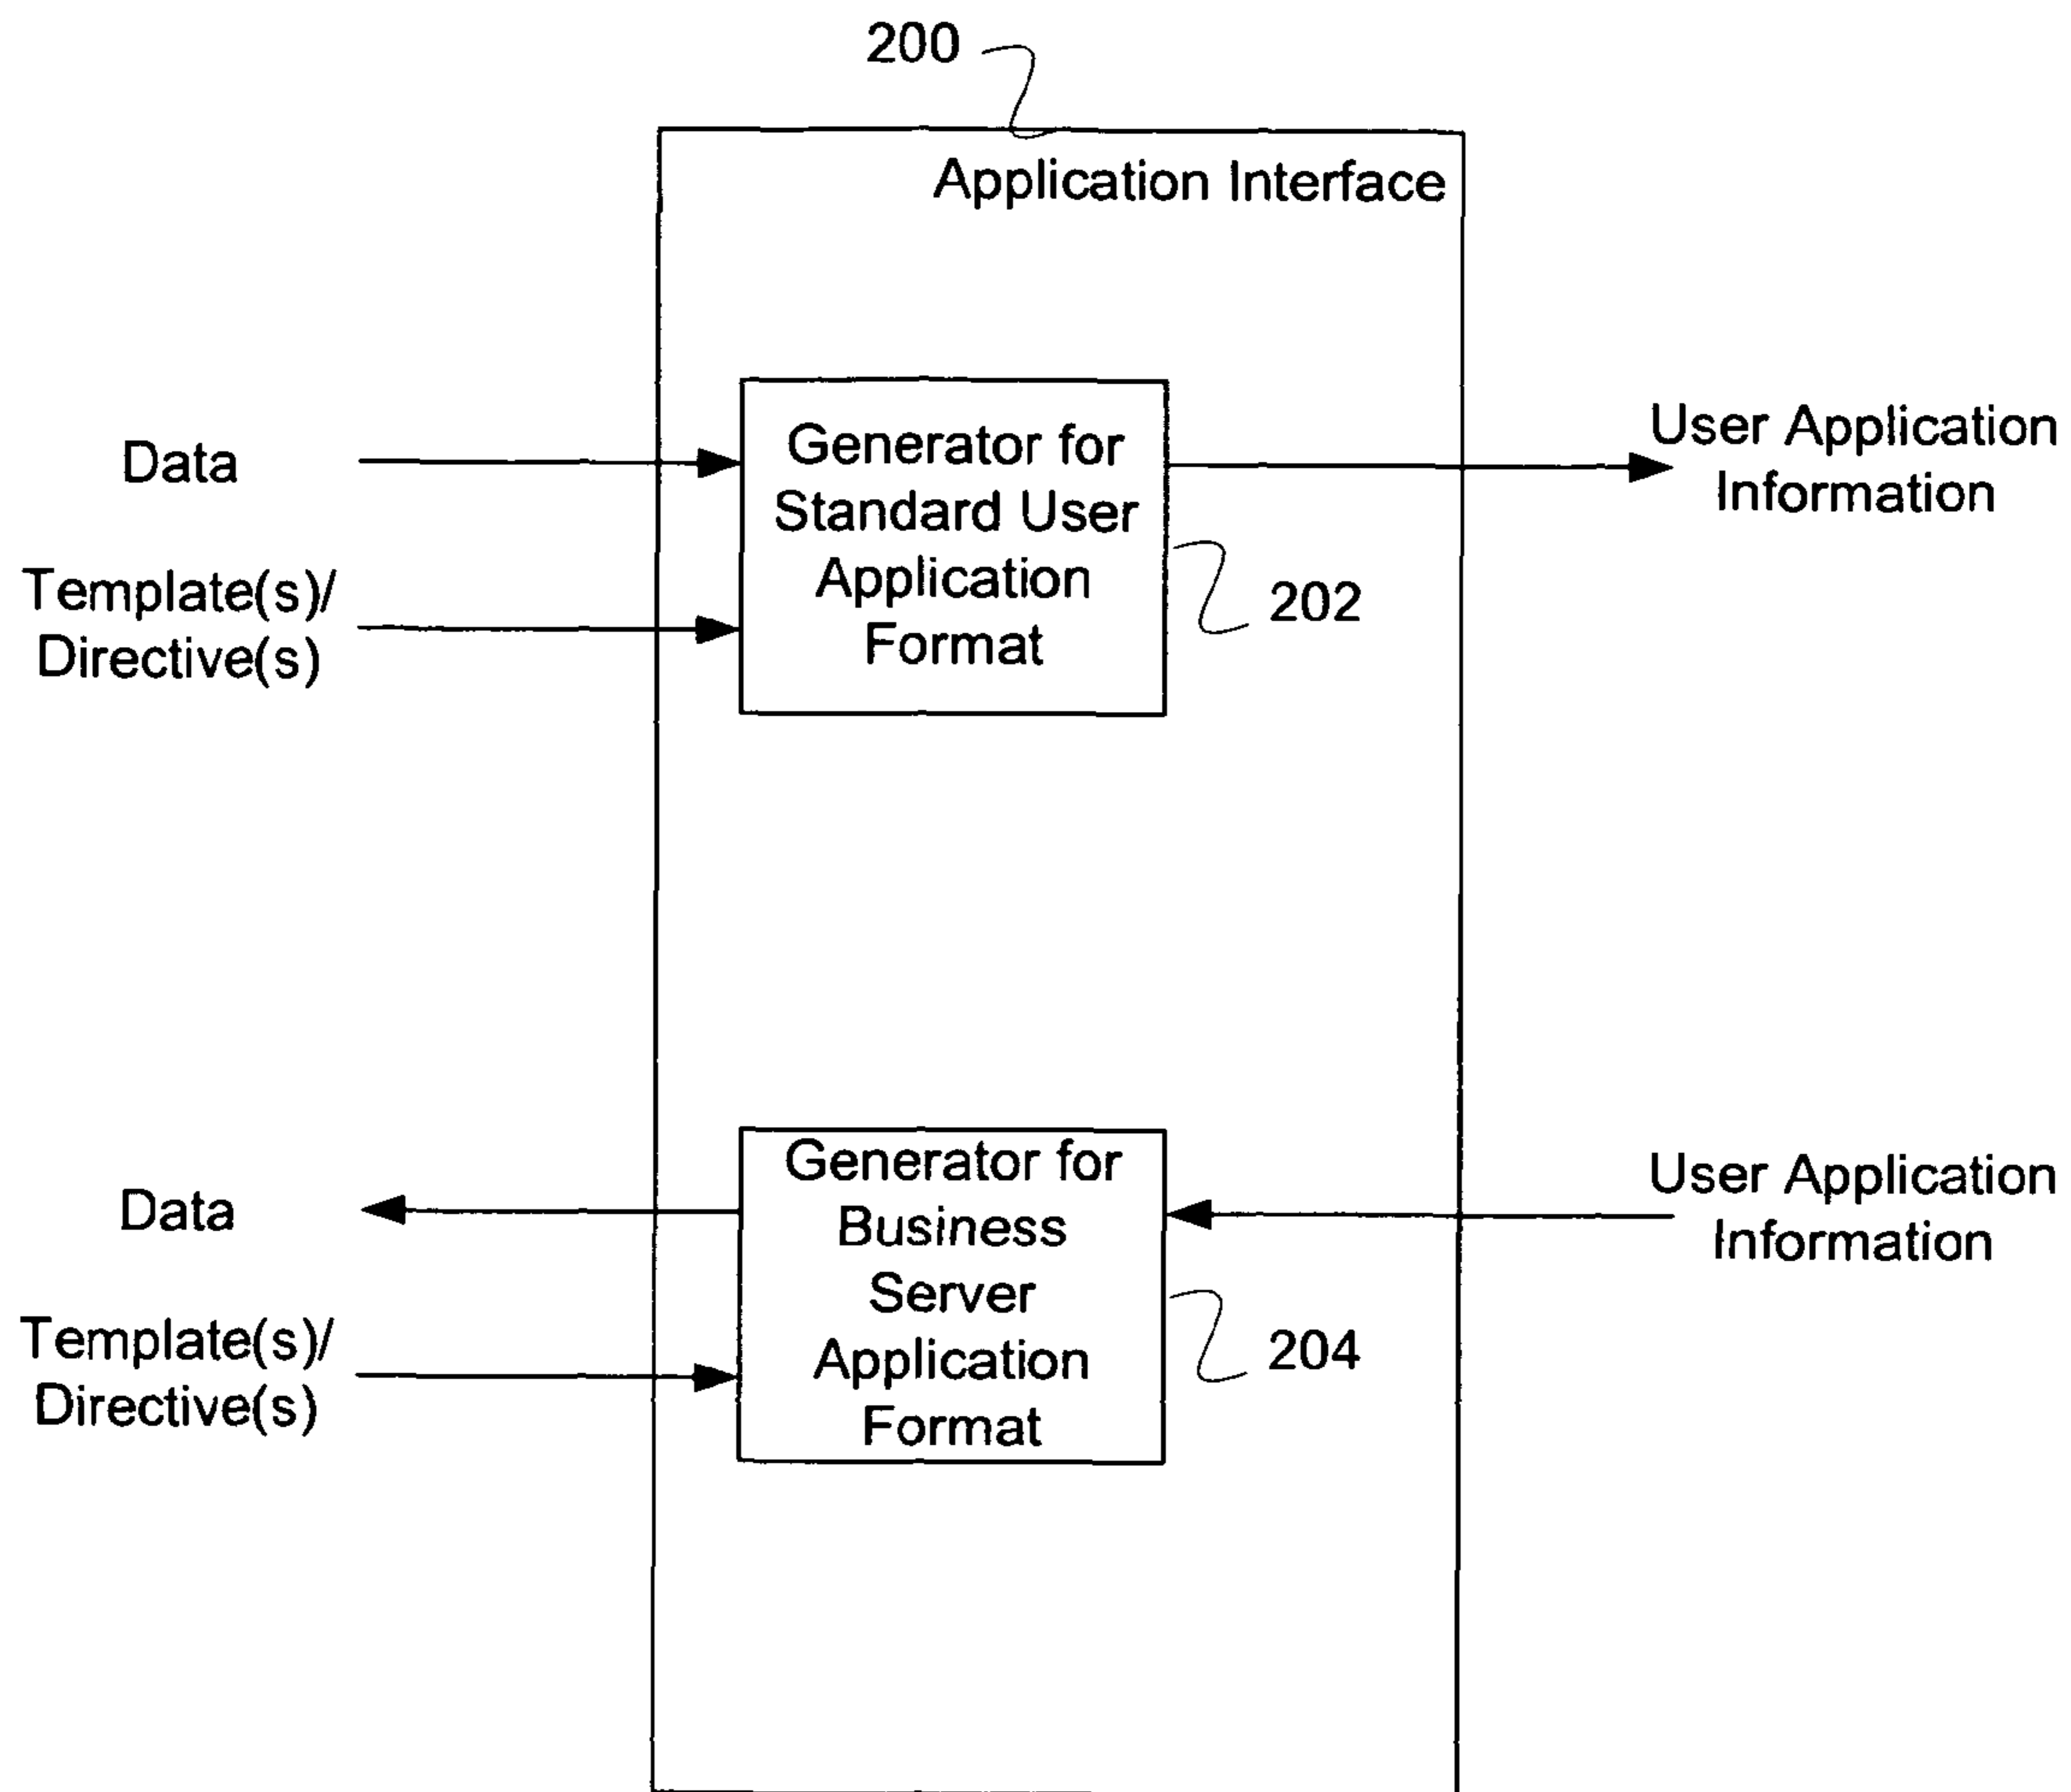 200
Application Interface
Data
Template(s)/
Directive(s)
Generator for
Standard User
Application
Format
202
User Application
Information
Data
Template(s)/
Directive(s)
Generator for
Business
Server
Application
Format
204
User Application
Information